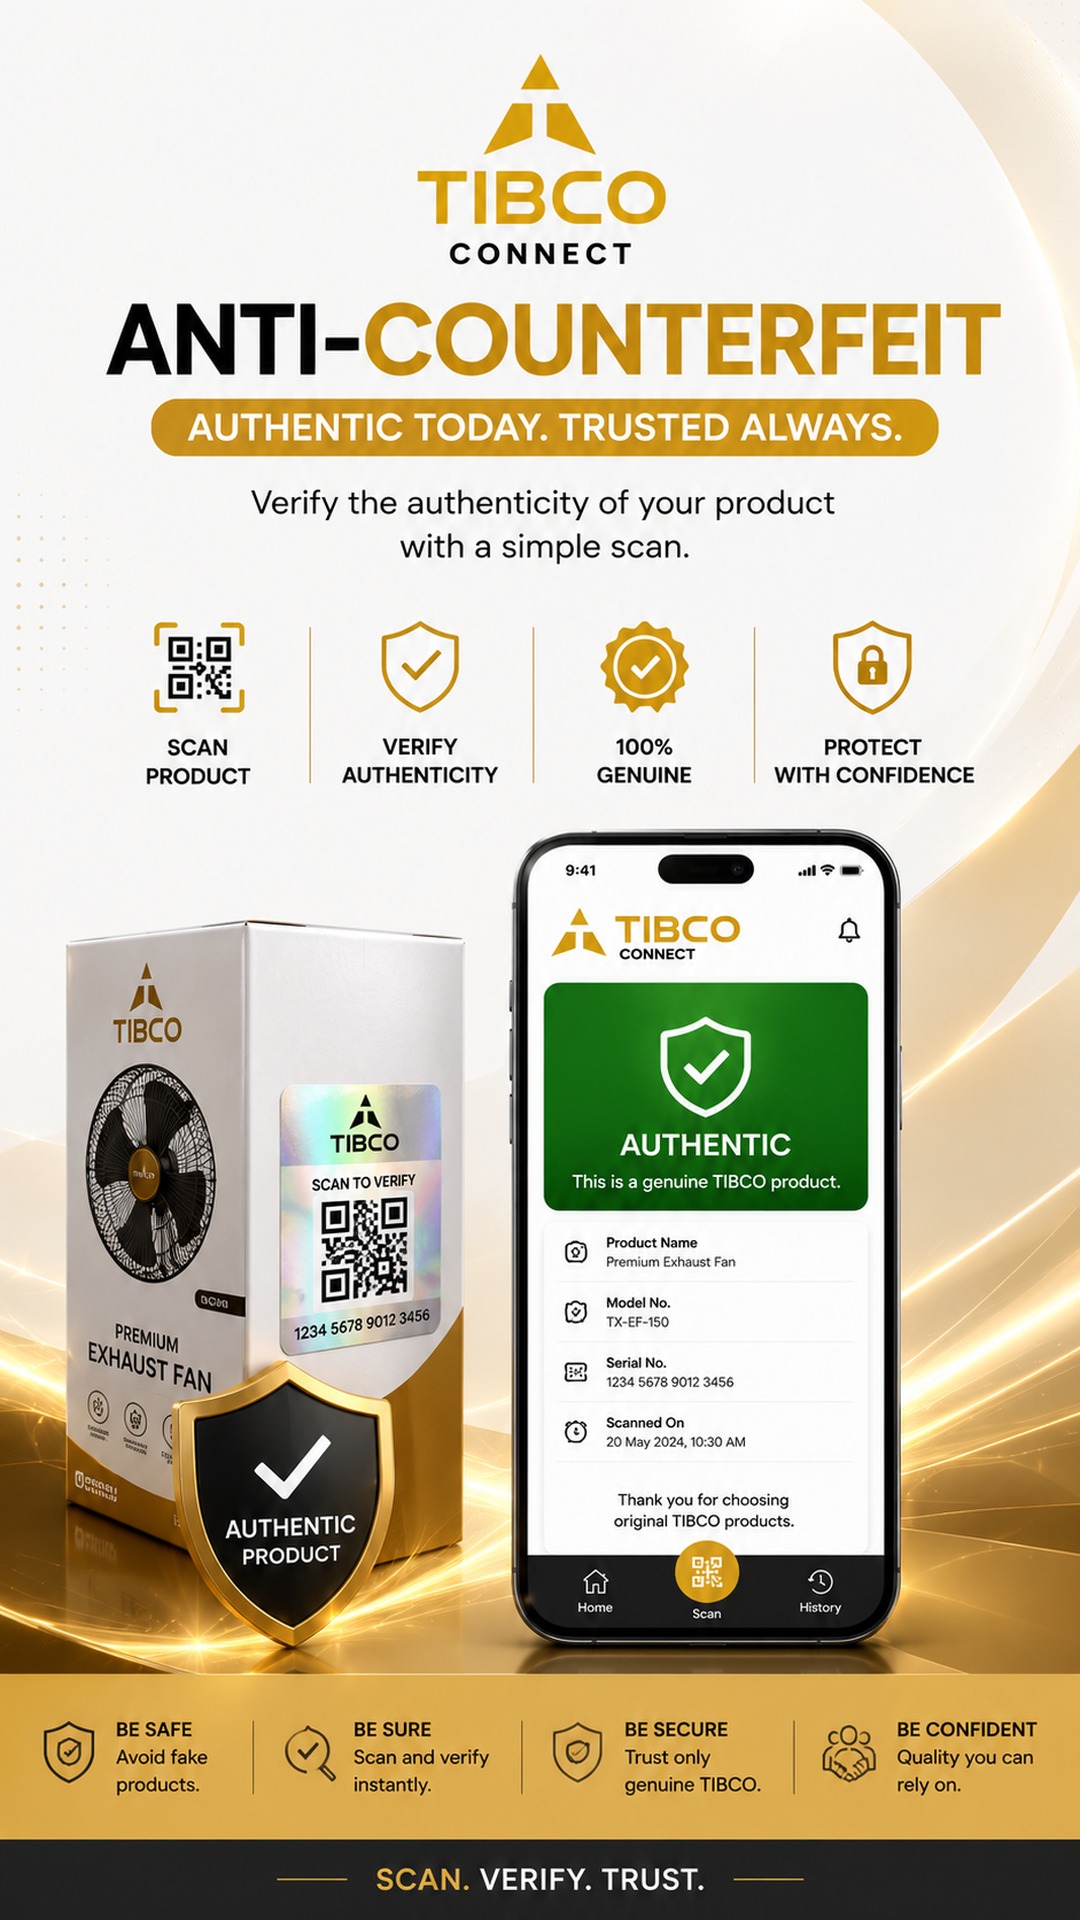 TIBCO
CONNECT
ANTI-COUNTERFEIT
AUTHENTIC TODAY. TRUSTED ALWAYS.
Verify the authenticity of your product
with a simple scan.
SCAN
PRODUCT
VERIFY
AUTHENTICITY
100%
GENUINE
PROTECT
WITH CONFIDENCE
TIBCO
PREMIUM
EXHAUST FAN
TIBCO
SCAN TO VERIFY
1234 5678 9012 3456
AUTHENTIC
PRODUCT
9:41
TIBCO
CONNECT
AUTHENTIC
This is a genuine TIBCO product.
Product Name
Premium Exhaust Fan
Model No.
TX-EF-150
Serial No.
1234 5678 9012 3456
Scanned On
20 May 2024, 10:30 AM
Thank you for choosing
original TIBCO products.
Home
Scan
History
BE SAFE
Avoid fake
products.
BE SURE
Scan and verify
instantly.
BE SECURE
Trust only
genuine TIBCO.
BE CONFIDENT
Quality you can
rely on.
SCAN. VERIFY. TRUST.